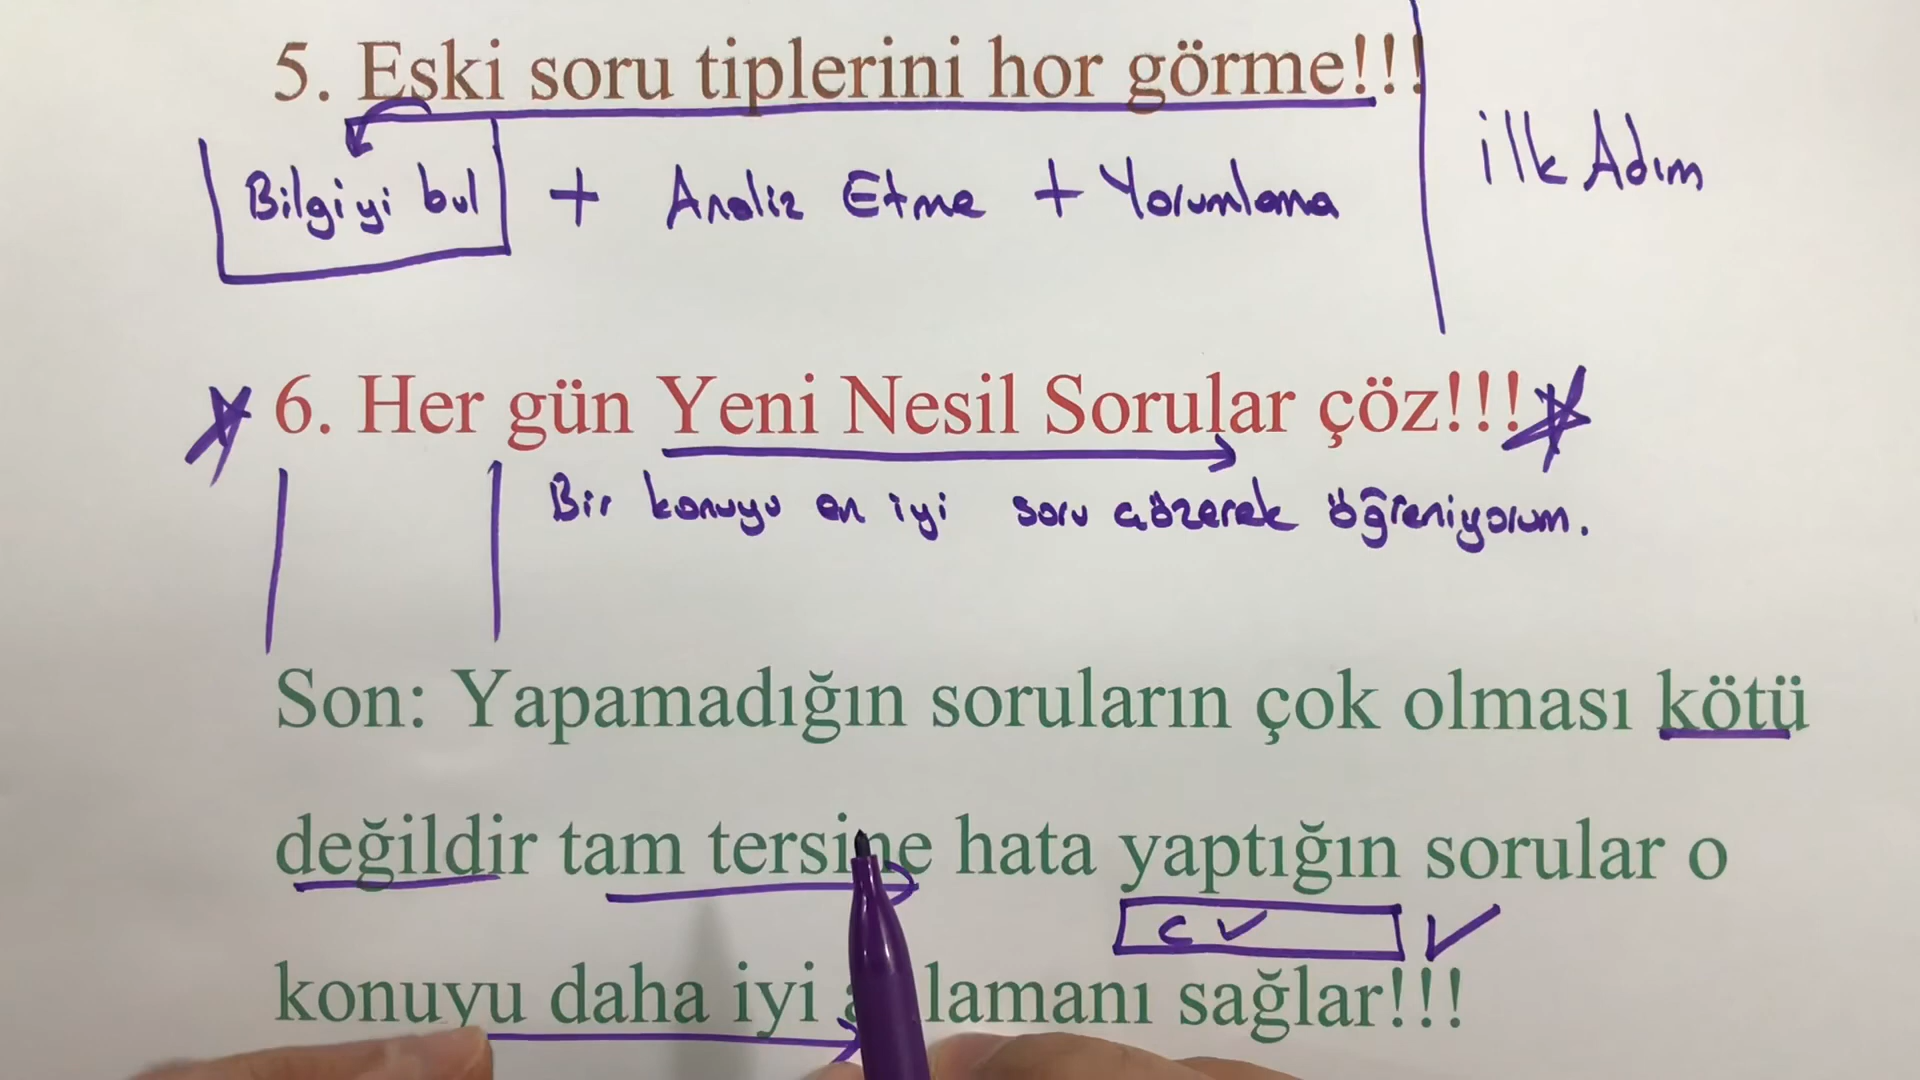 5. Eski soru tiplerini hor görme!!!
İlk Adım
Bilgiyi bul + Analiz Etme + Yorumlama
6. Her gün Yeni Nesil Sorular çöz!!!
Bir konuyu en iyi soru çözerek öğreniyorum.
Son: Yapamadığın soruların çok olması kötü
değildir tam tersine hata yaptığın sorular o
C ✓ ✓
konuyu daha iyi a lamanı sağlar!!!